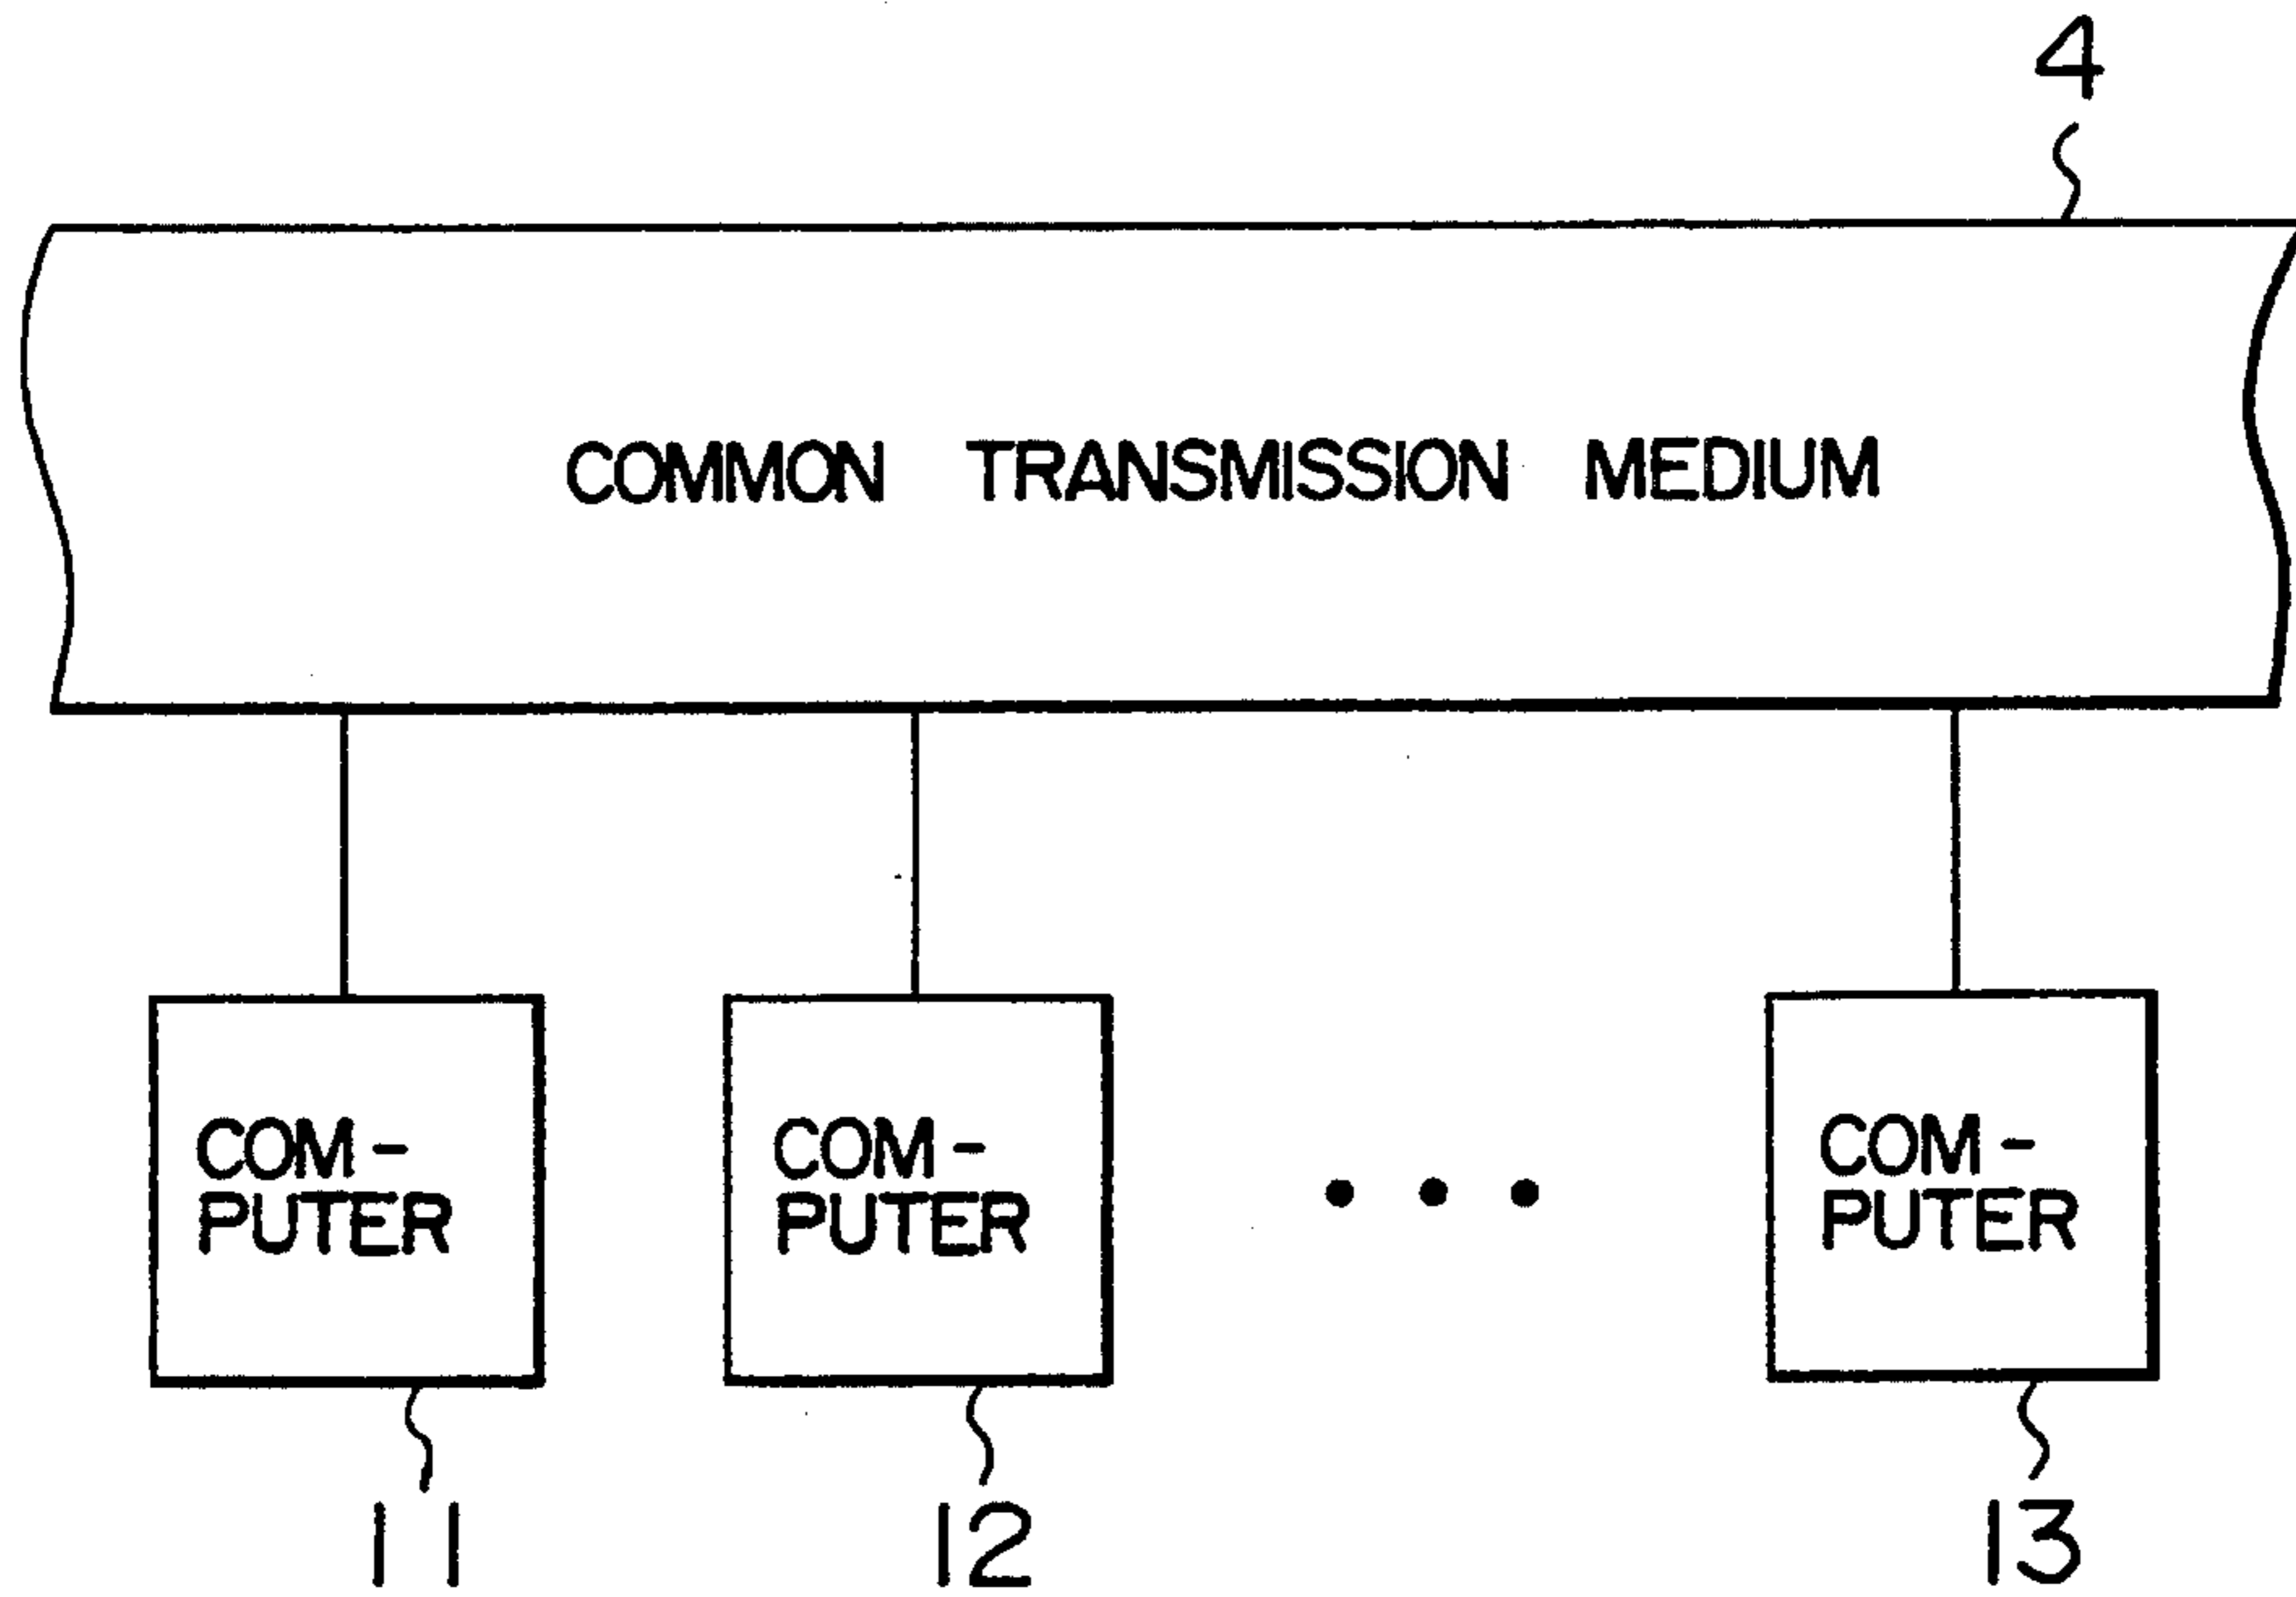 4
COMMON TRANSMISSION MEDIUM
COM-
PUTER
COM-
PUTER
COM-
PUTER
11
12
13